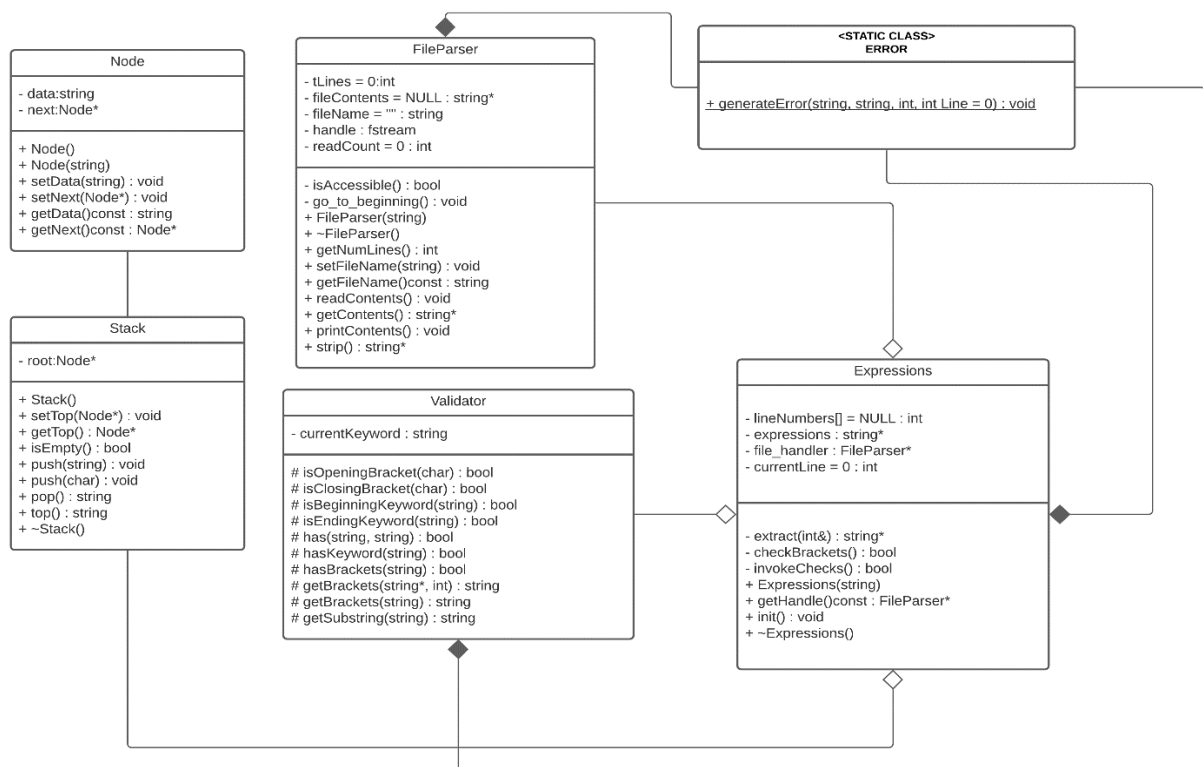 Node
- data:string
- next:Node*
+ Node()
+ Node(string)
+ setData(string) : void
+ setNext(Node*) : void
+ getData()const : string
+ getNext()const : Node*
Stack
- root:Node*
+ Stack()
+ setTop(Node*) : void
+ getTop() : Node*
+ isEmpty() : bool
+ push(string) : void
+ push(char) : void
+ pop() : string
+ top() : string
+ ~Stack()
FileParser
- tLines = 0:int
- fileContents = NULL : string*
- fileName = "" : string
- handle : fstream
- readCount = 0 : int
- isAccessible() : bool
- go_to_beginning() : void
+ FileParser(string)
+ ~FileParser()
+ getNumLines() : int
+ setFileName(string) : void
+ getFileName()const : string
+ readContents() : void
+ getContents() : string*
+ printContents() : void
+ strip() : string*
Validator
- currentKeyword : string
# isOpeningBracket(char) : bool
# isClosingBracket(char) : bool
# isBeginningKeyword(string) : bool
# isEndingKeyword(string) : bool
# has(string, string) : bool
# hasKeyword(string) : bool
# hasBrackets(string) : bool
# getBrackets(string*, int) : string
# getBrackets(string) : string
# getSubstring(string) : string
<STATIC CLASS>
ERROR
+ generateError(string, string, int, int Line = 0) : void
Expressions
- lineNumbers[] = NULL : int
- expressions : string*
- file_handler : FileParser*
- currentLine = 0 : int
- extract(int&) : string*
- checkBrackets() : bool
- invokeChecks() : bool
+ Expressions(string)
+ getHandle()const : FileParser*
+ init() : void
+ ~Expressions()